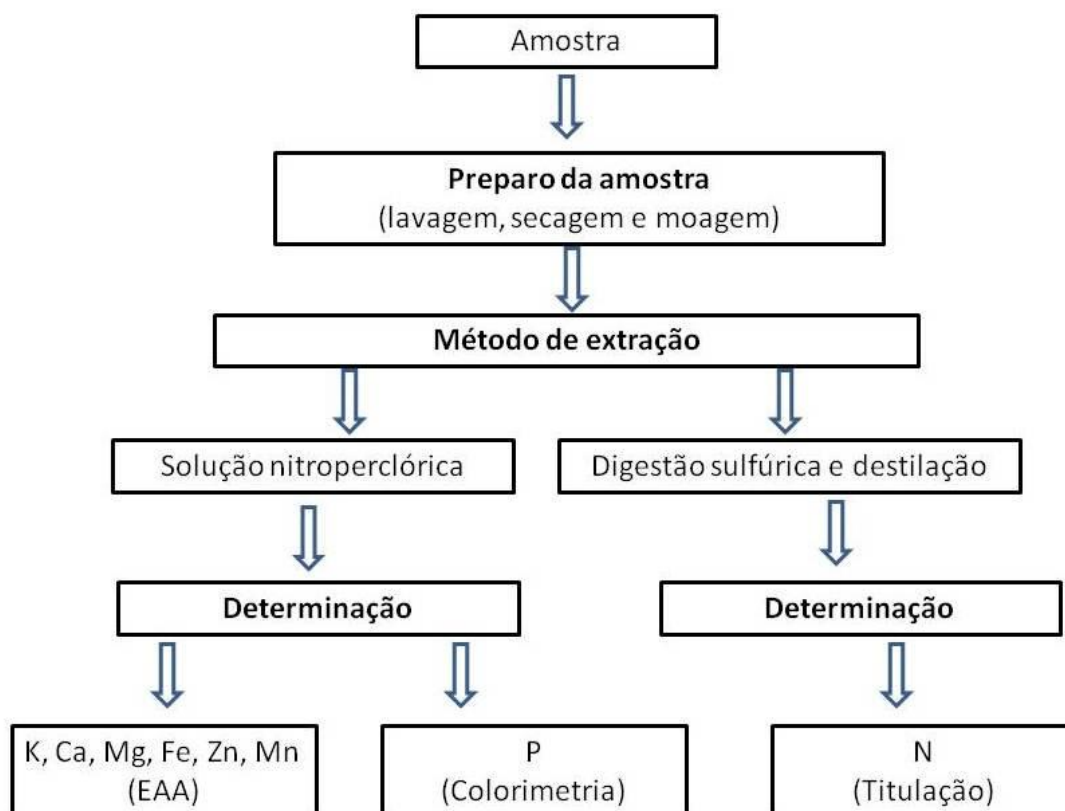 Amostra
Preparo da amostra
(lavagem, secagem e moagem)
Método de extração
Solução nitroperclórica
Digestão sulfúrica e destilação
Determinação
Determinação
K, Ca, Mg, Fe, Zn, Mn
(EAA)
P
(Colorimetria)
N
(Titulação)